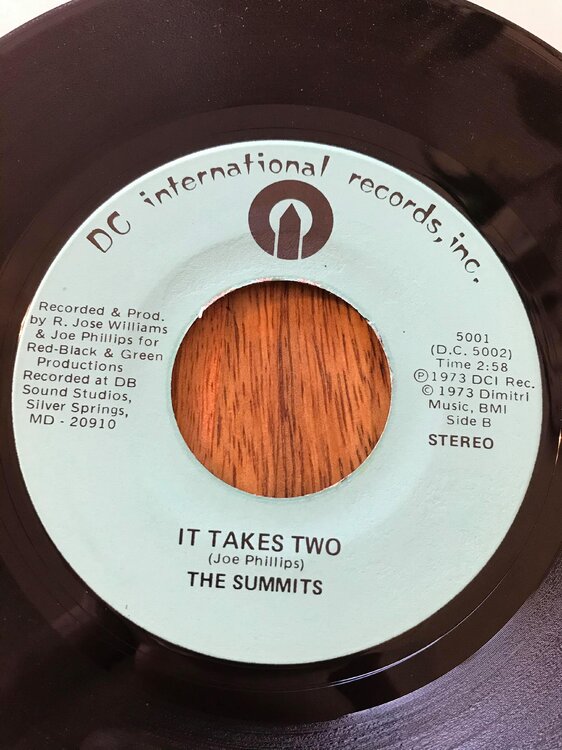 DC international records, inc.
Recorded & Prod.
by R. Jose Williams
& Joe Phillips for
Red-Black & Green
Productions
Recorded at DB
Sound Studios,
Silver Springs,
MD - 20910
5001
(D.C. 5002)
Time 2:58
Ⓟ 1973 DCI Rec.
© 1973 Dimitri
Music, BMI
Side B
STEREO
IT TAKES TWO
(Joe Phillips)
THE SUMMITS